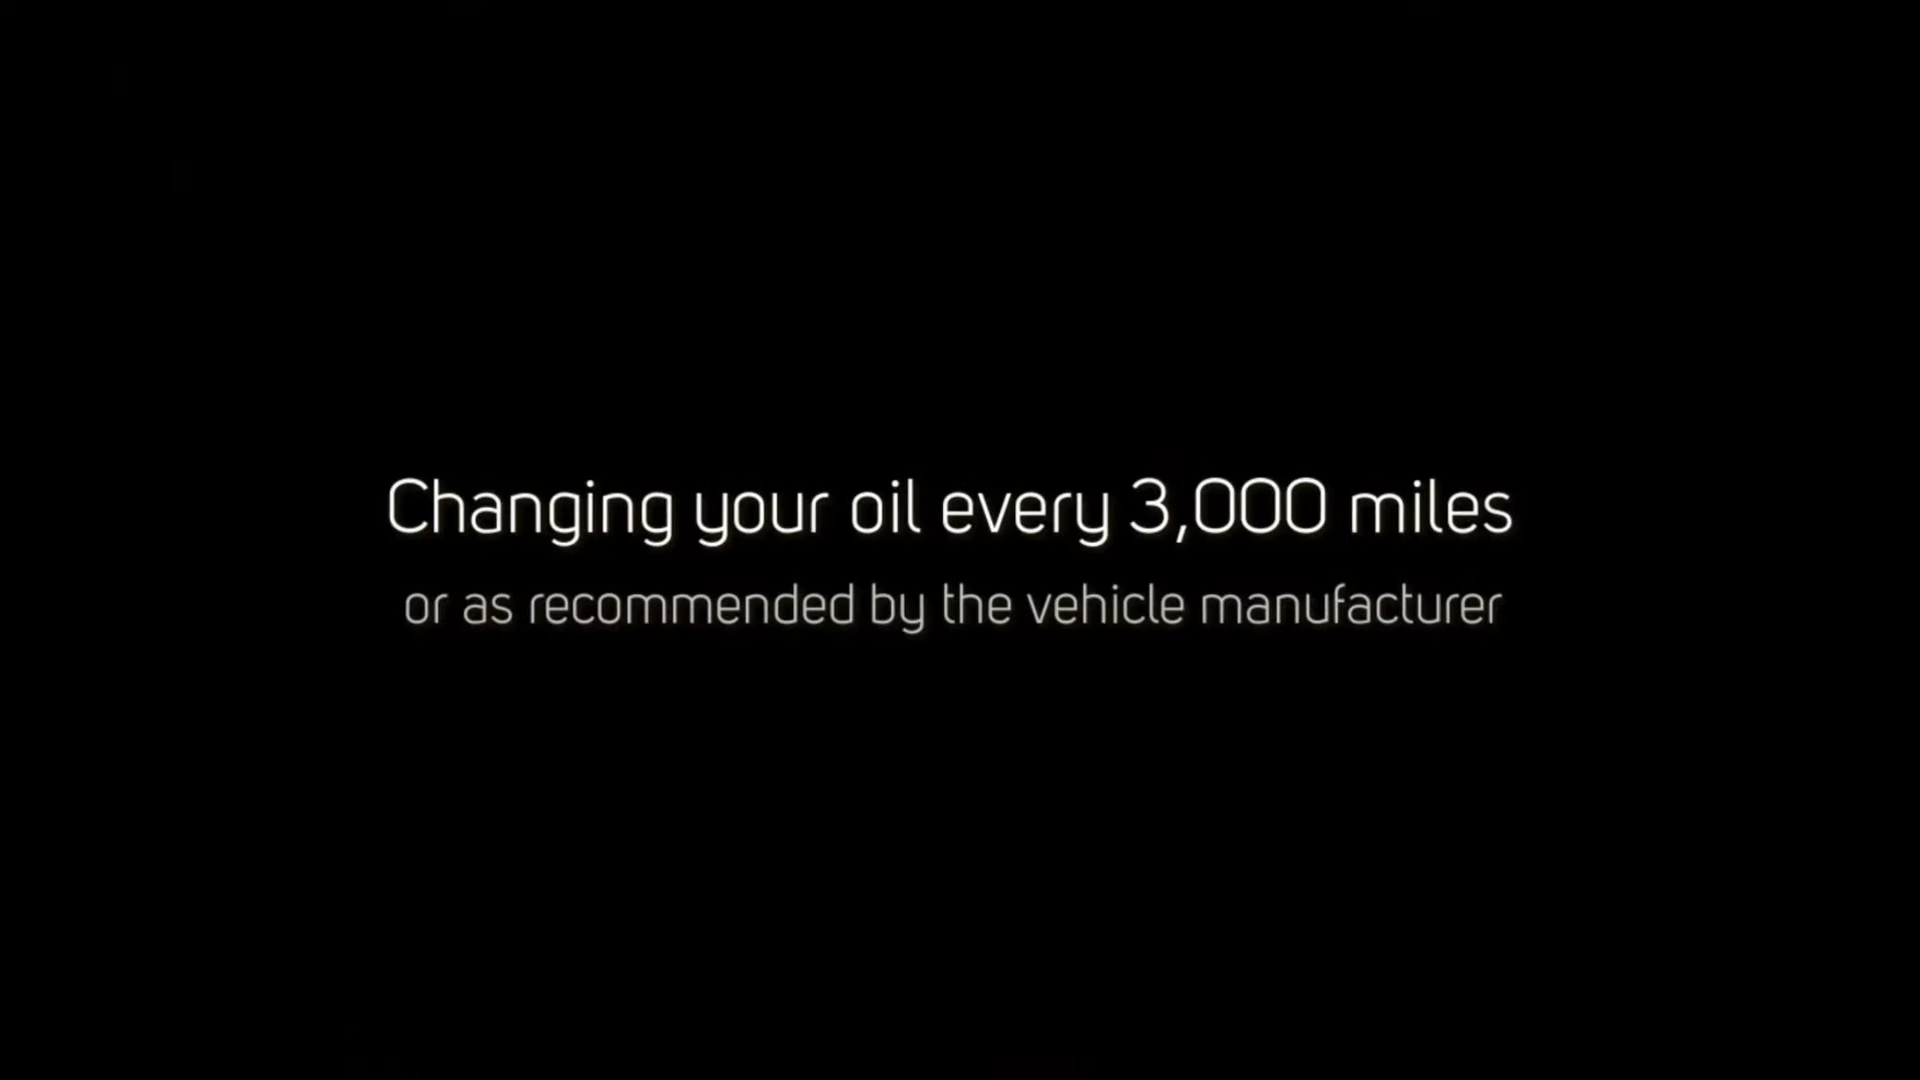 Changing your oil every 3,000 miles
or as recommended by the vehicle manufacturer